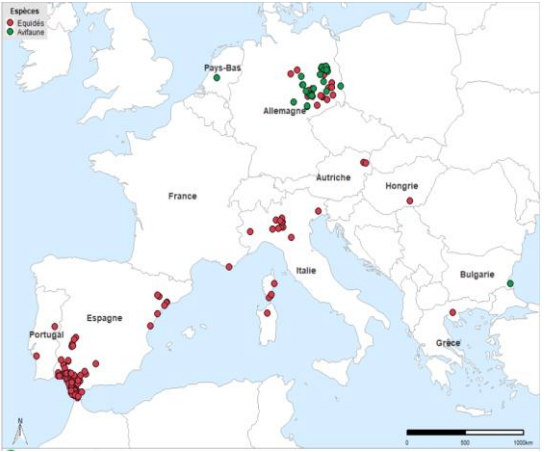 Espèces
Equidés
Avifaune
Pays-Bas
Allemagne
Autriche
Hongrie
France
Italie
Bulgarie
Espagne
Portugal
Grèce
N
0 500 1000km